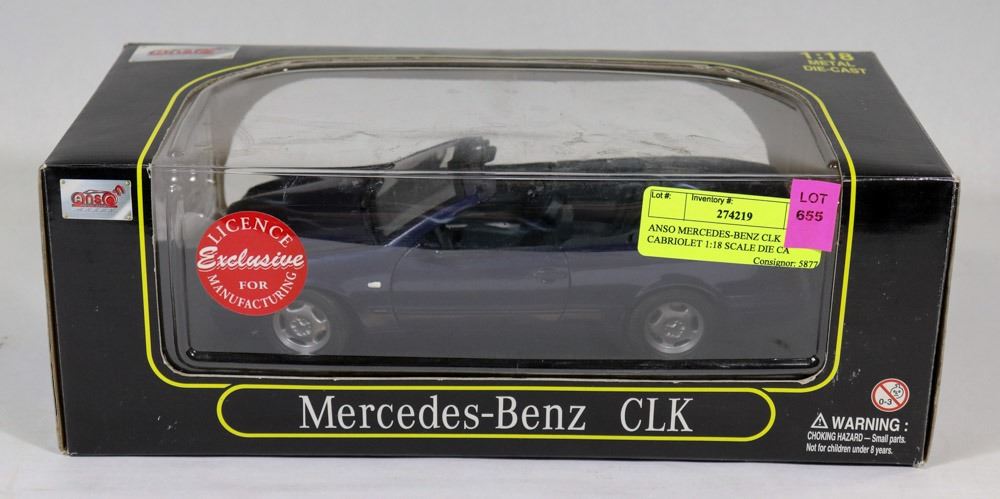 ANSO
1:18
METAL
DIE-CAST
ANSO
LICENCE
Exclusive
FOR
MANUFACTURING
Lot #:
Inventory #:
274219
ANSO MERCEDES-BENZ CLK
CABRIOLET 1:18 SCALE DIE CA
Consignor: 5877
LOT
655
Mercedes-Benz CLK
0-3
WARNING :
CHOKING HAZARD — Small parts.
Not for children under 8 years.